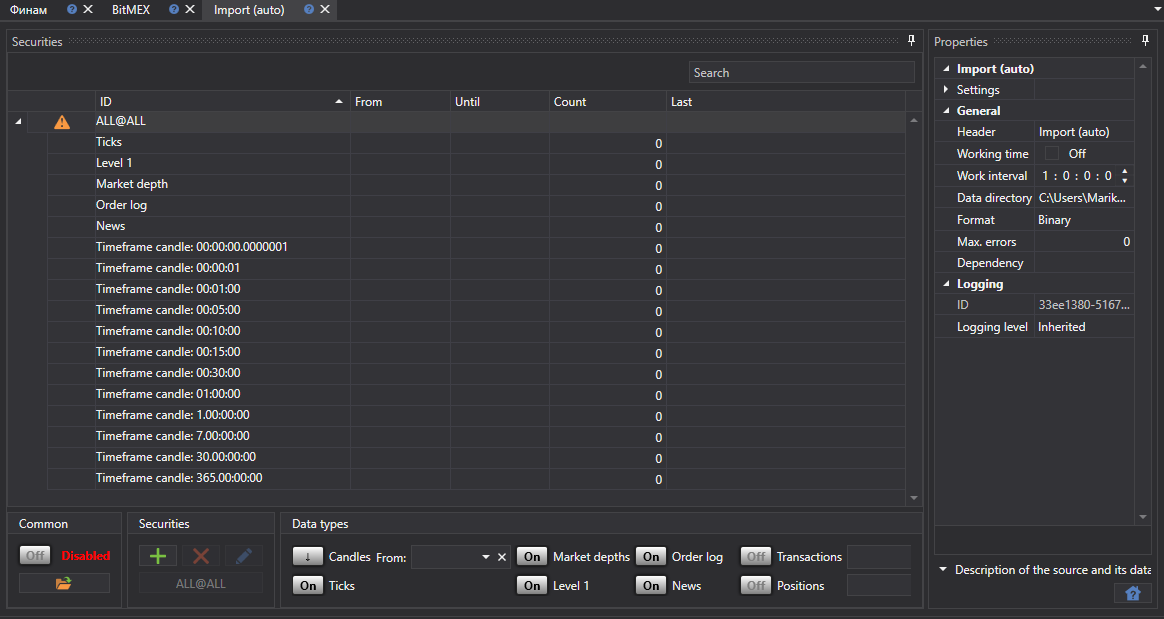 Финам BitMEX Import (auto)
Securities
Search
ID From Until Count Last
ALL@ALL
Ticks 0
Level 1 0
Market depth 0
Order log 0
News 0
Timeframe candle: 00:00:00.0000001 0
Timeframe candle: 00:00:01 0
Timeframe candle: 00:01:00 0
Timeframe candle: 00:05:00 0
Timeframe candle: 00:10:00 0
Timeframe candle: 00:15:00 0
Timeframe candle: 00:30:00 0
Timeframe candle: 01:00:00 0
Timeframe candle: 1.00:00:00 0
Timeframe candle: 7.00:00:00 0
Timeframe candle: 30.00:00:00 0
Timeframe candle: 365.00:00:00 0
Common
Off Disabled
Securities
ALL@ALL
Data types
Candles From: On Market depths On Order log Off Transactions
On Ticks On Level 1 On News Off Positions
Properties
Import (auto)
Settings
General
Header Import (auto)
Working time Off
Work interval 1 : 0 : 0 : 0
Data directory C:\Users\Marik...
Format Binary
Max. errors 0
Dependency
Logging
ID 33ee1380-5167...
Logging level Inherited
Description of the source and its data